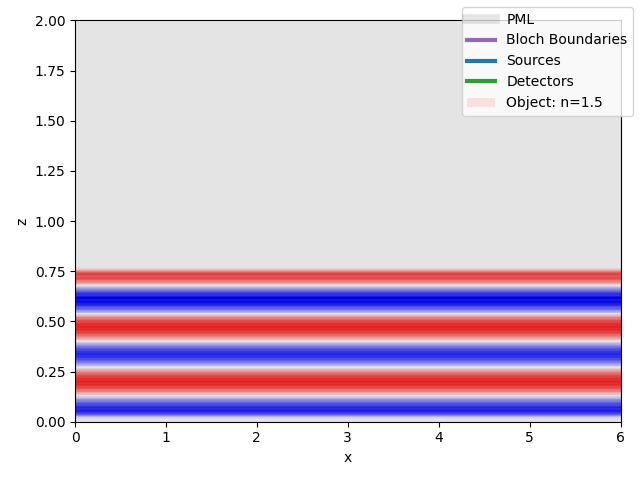 PML
Bloch Boundaries
Sources
Detectors
Object: n=1.5
2.00
1.75
1.50
1.25
1.00
0.75
0.50
0.25
0.00
z
0 1 2 3 4 5 6
x